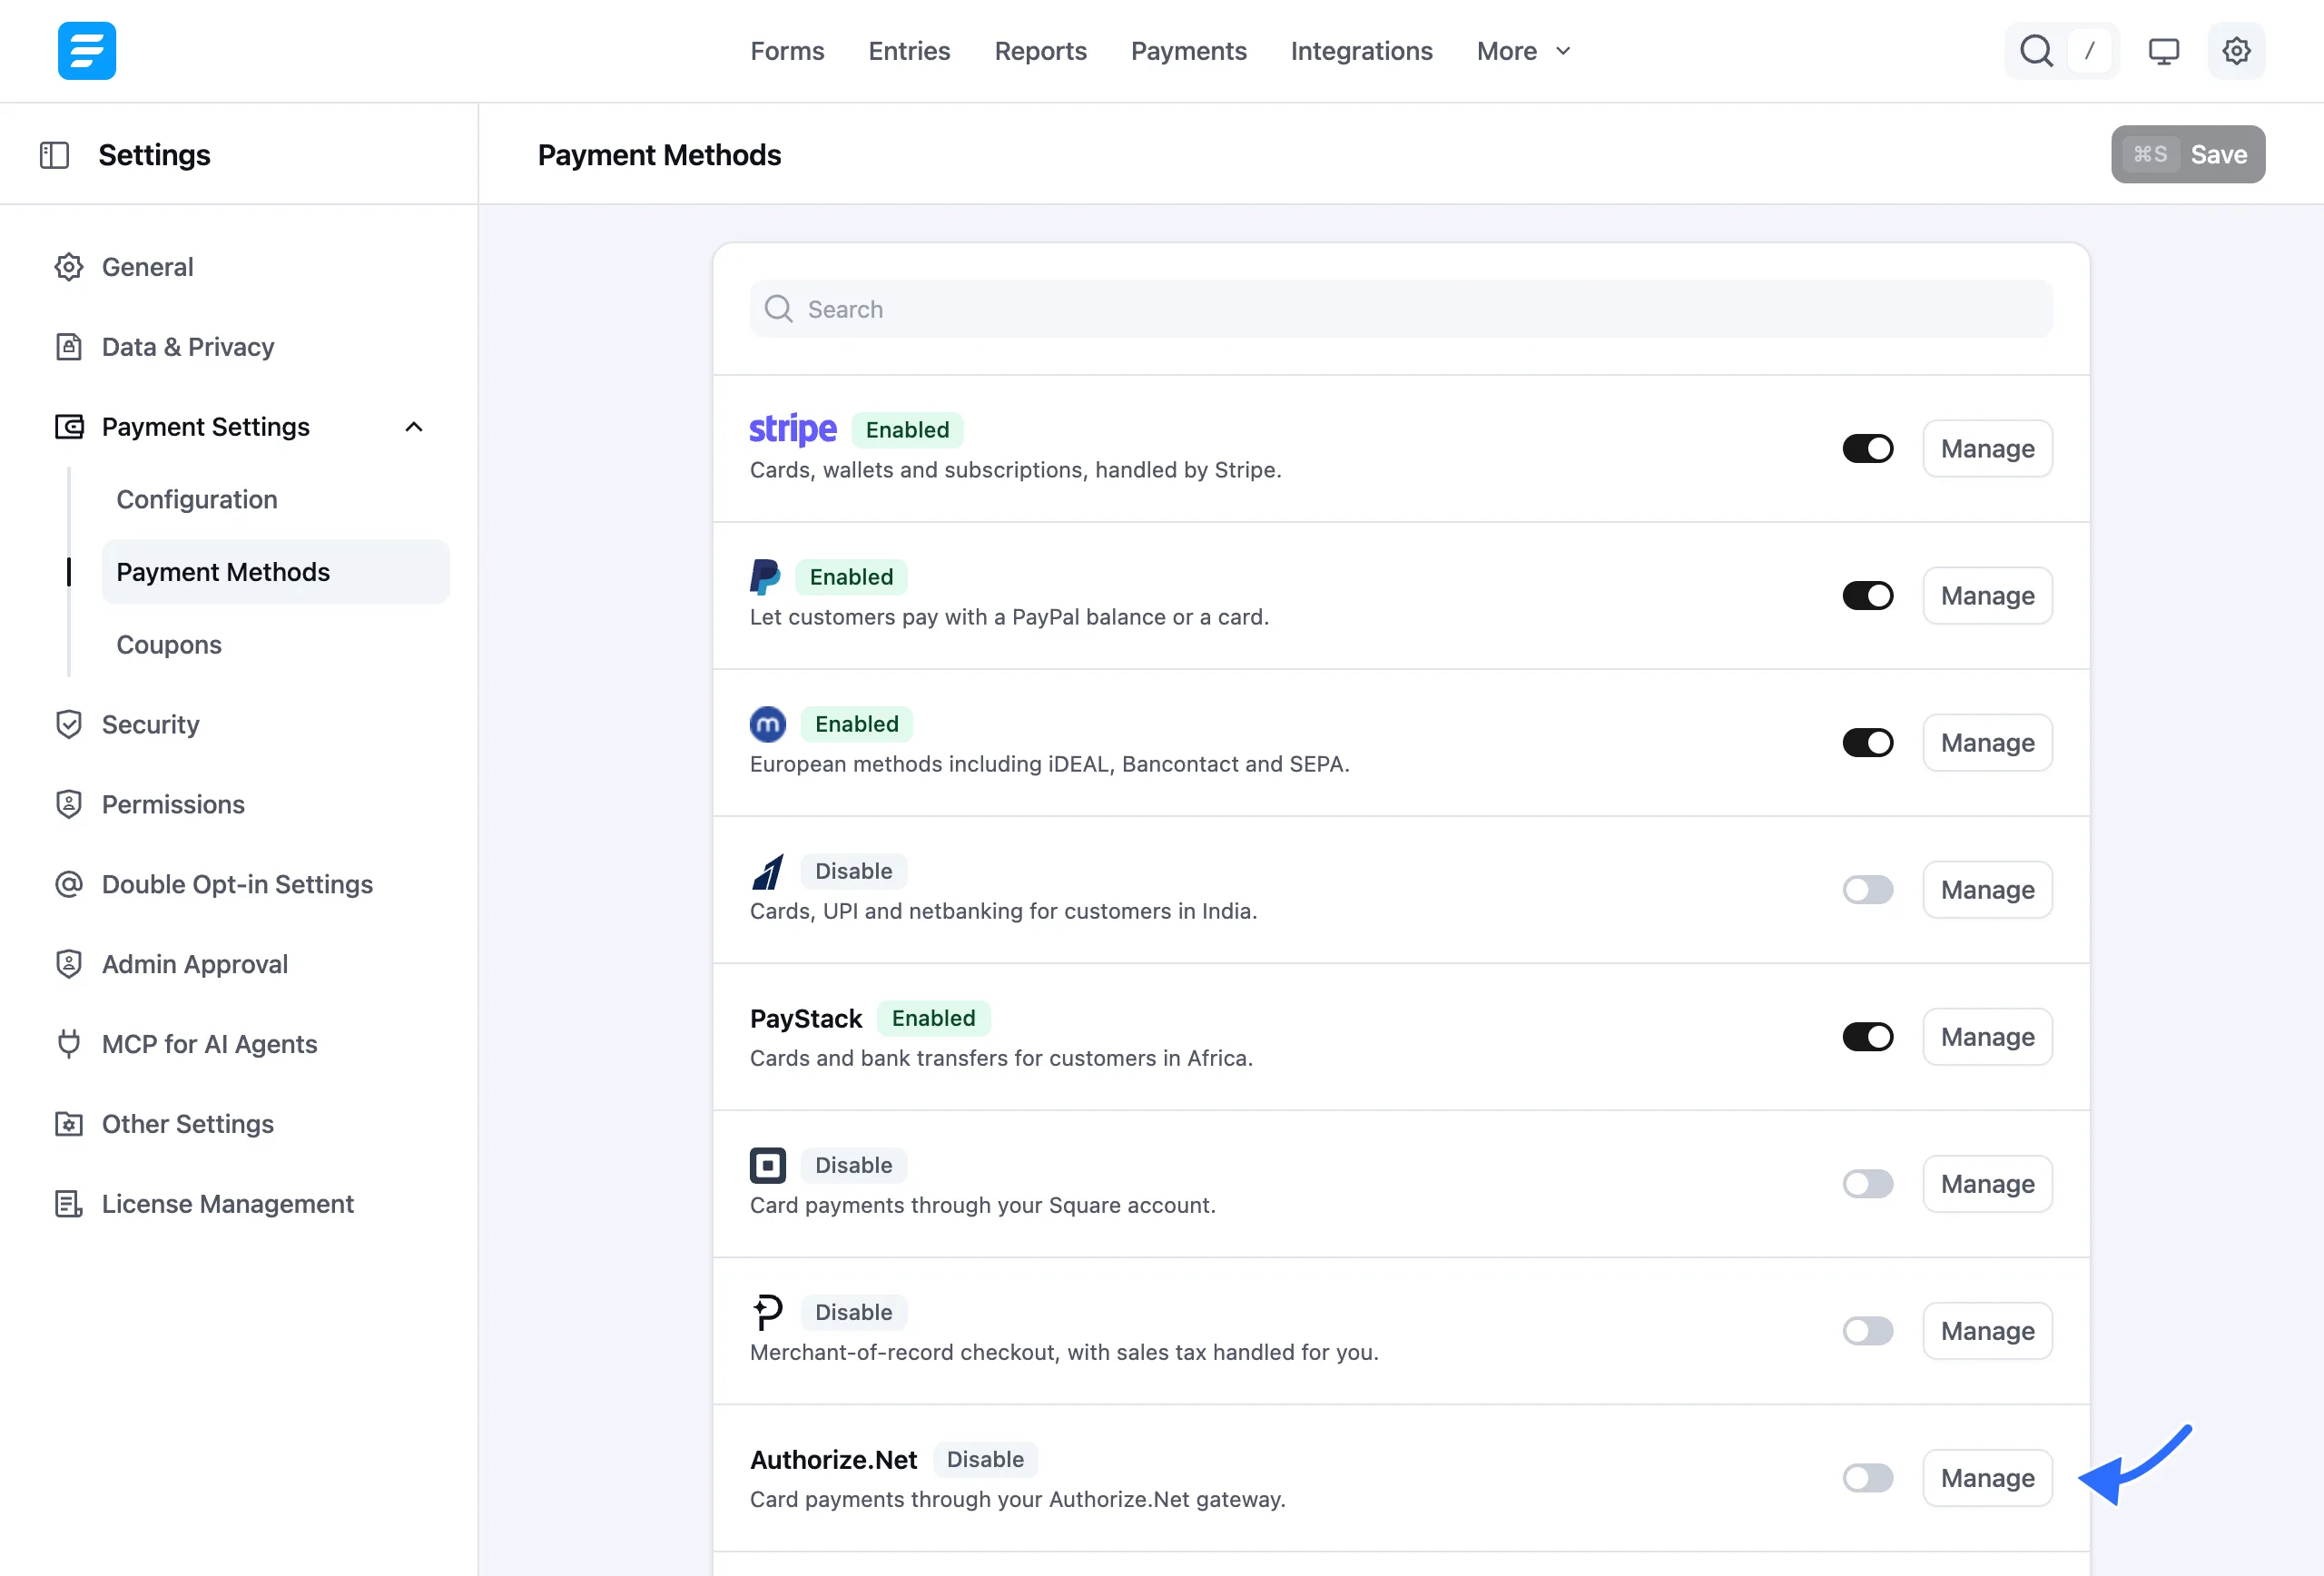 Forms Entries Reports Payments Integrations More /
Settings
Payment Methods
⌘S Save
General
Data & Privacy
Payment Settings
Configuration
Payment Methods
Coupons
Security
Permissions
Double Opt-in Settings
Admin Approval
MCP for AI Agents
Other Settings
License Management
Search
stripe Enabled
Cards, wallets and subscriptions, handled by Stripe.
Manage
Enabled
Let customers pay with a PayPal balance or a card.
Manage
m Enabled
European methods including iDEAL, Bancontact and SEPA.
Manage
Disable
Cards, UPI and netbanking for customers in India.
Manage
PayStack Enabled
Cards and bank transfers for customers in Africa.
Manage
Disable
Card payments through your Square account.
Manage
Disable
Merchant-of-record checkout, with sales tax handled for you.
Manage
Authorize.Net Disable
Card payments through your Authorize.Net gateway.
Manage